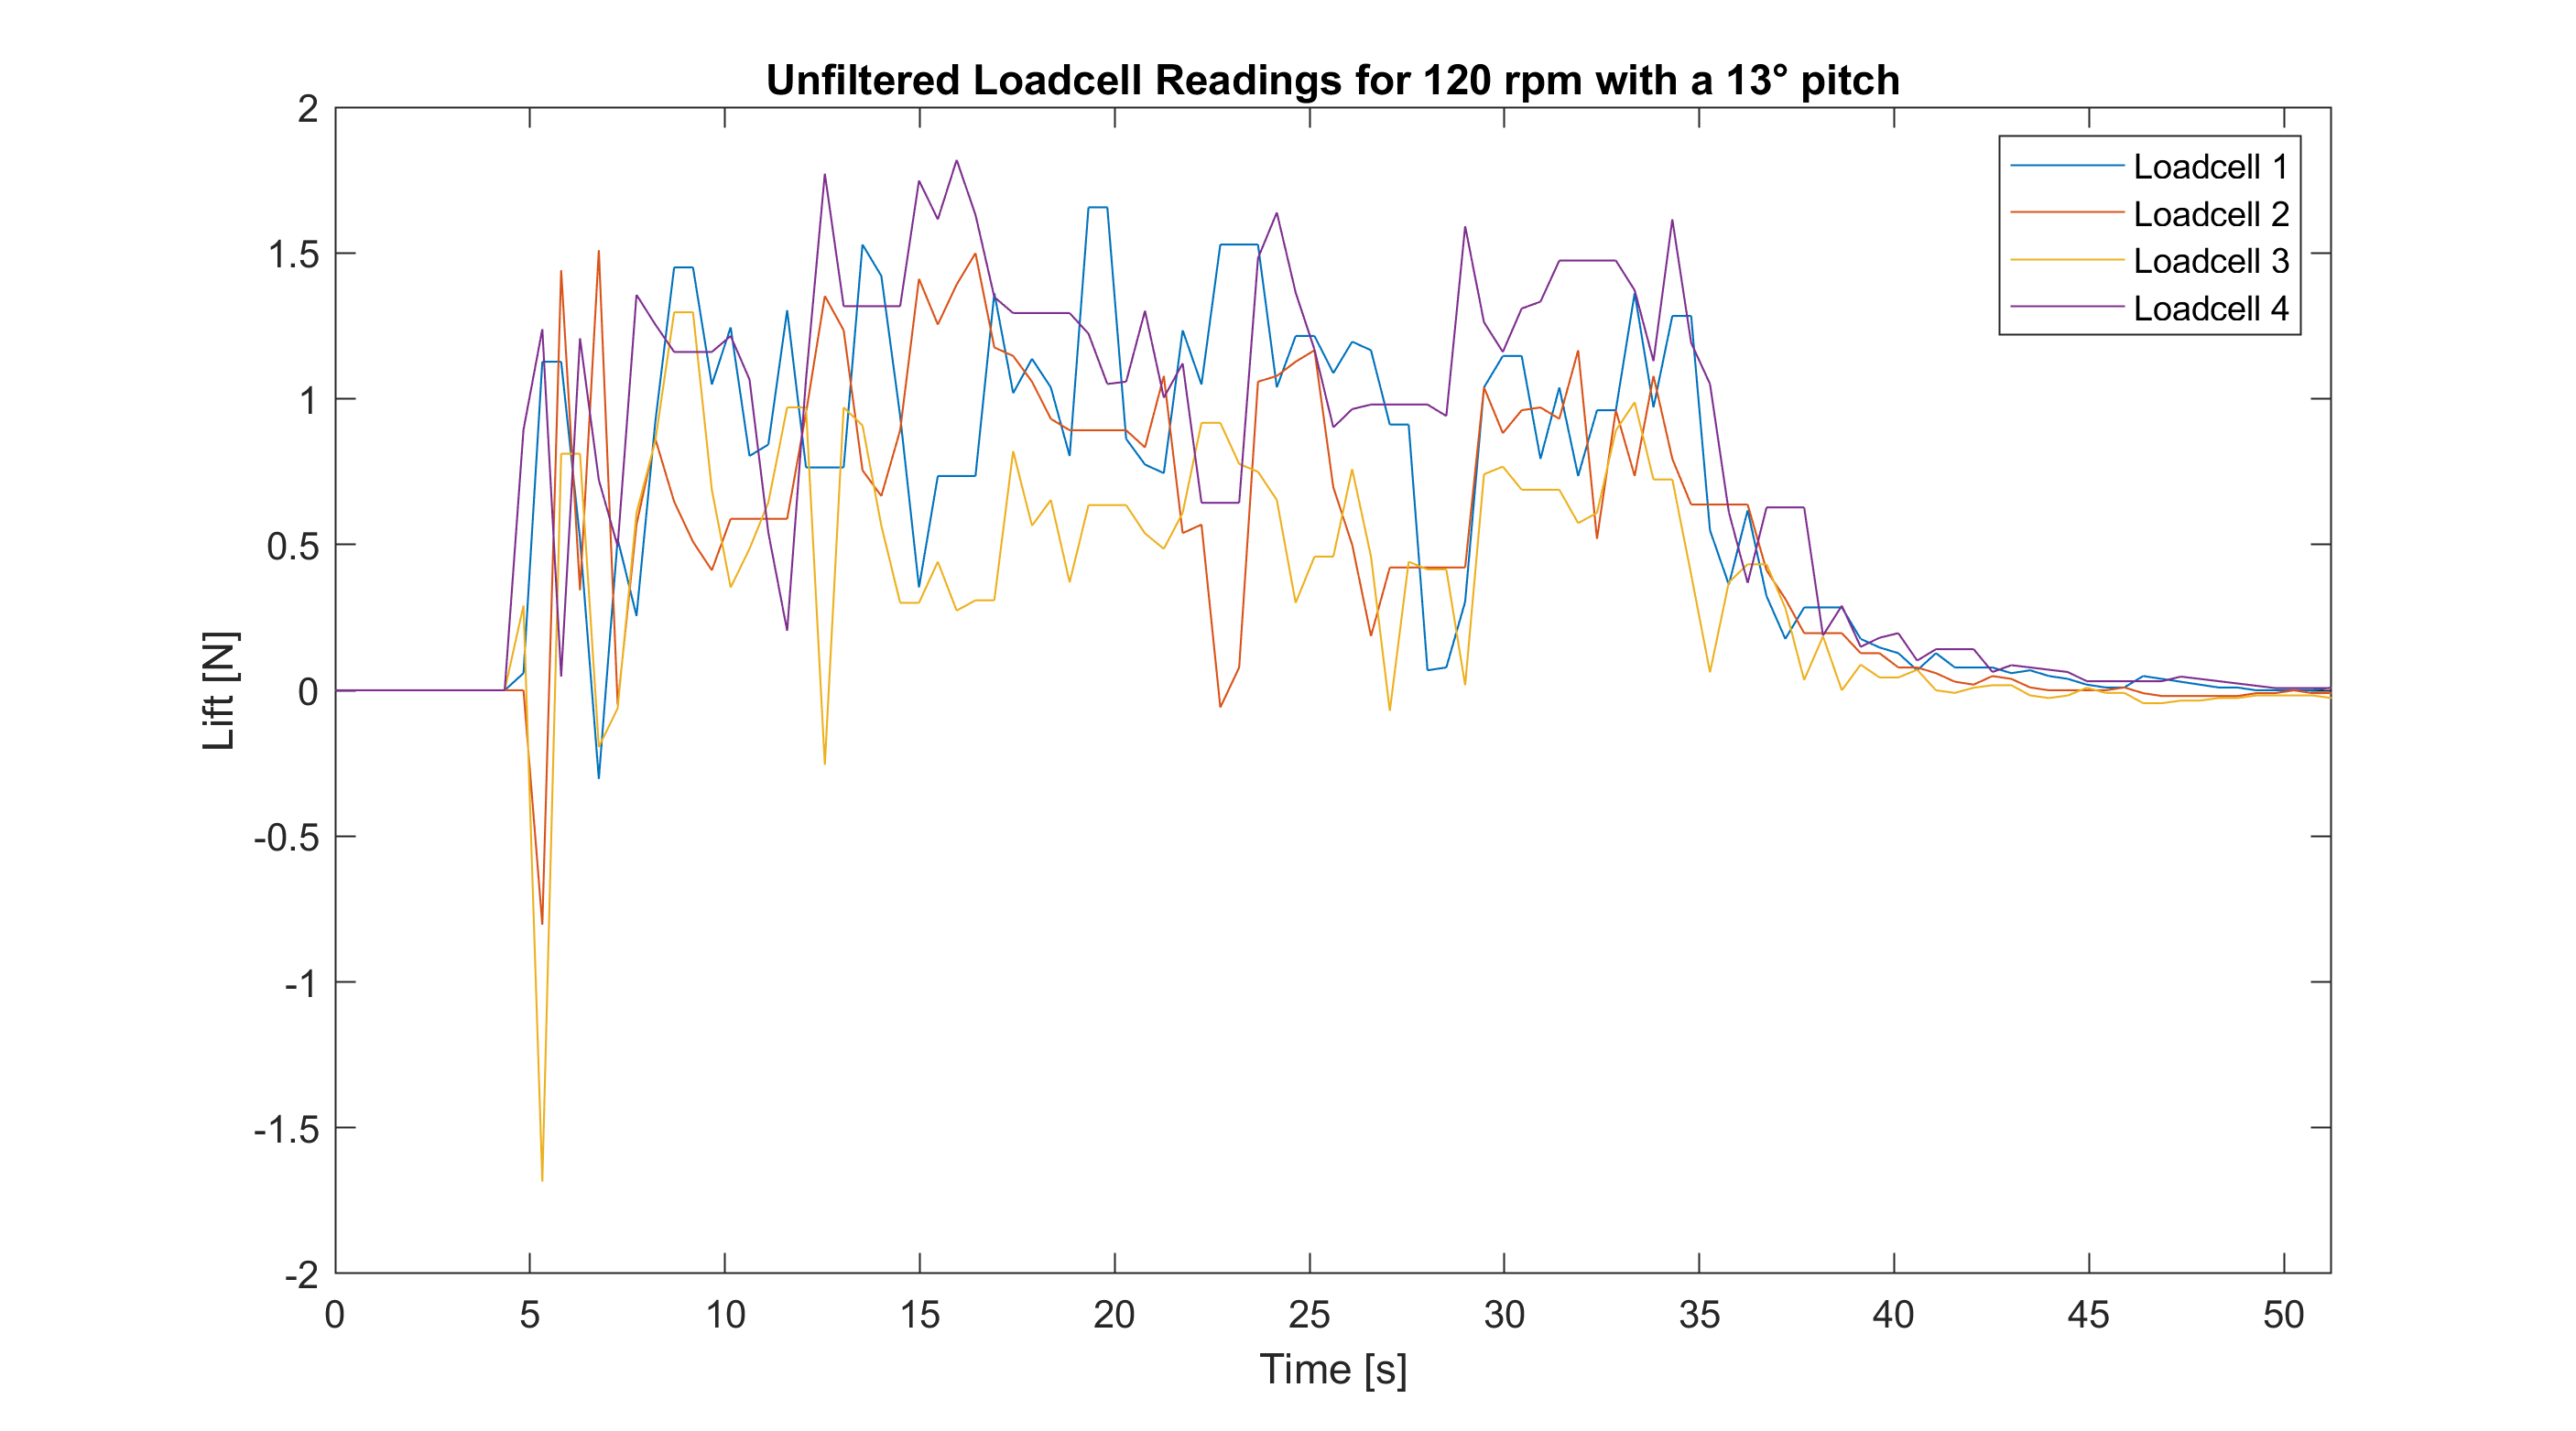 Unfiltered Loadcell Readings for 120 rpm with a 13° pitch
2
1.5
1
0.5
0
-0.5
-1
-1.5
-2
Lift [N]
Loadcell 1
Loadcell 2
Loadcell 3
Loadcell 4
0 5 10 15 20 25 30 35 40 45 50
Time [s]